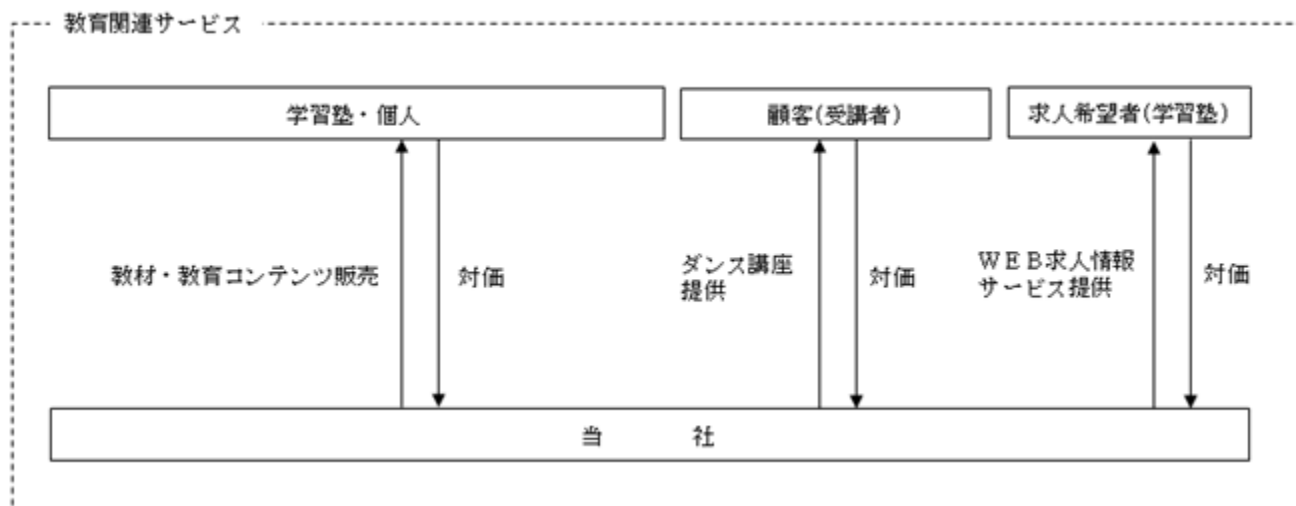 教育関連サービス
学習塾・個人
顧客(受講者)
求人希望者(学習塾)
教材・教育コンテンツ販売
対価
ダンス講座
提供
対価
ＷＥＢ求人情報
サービス提供
対価
当　　社